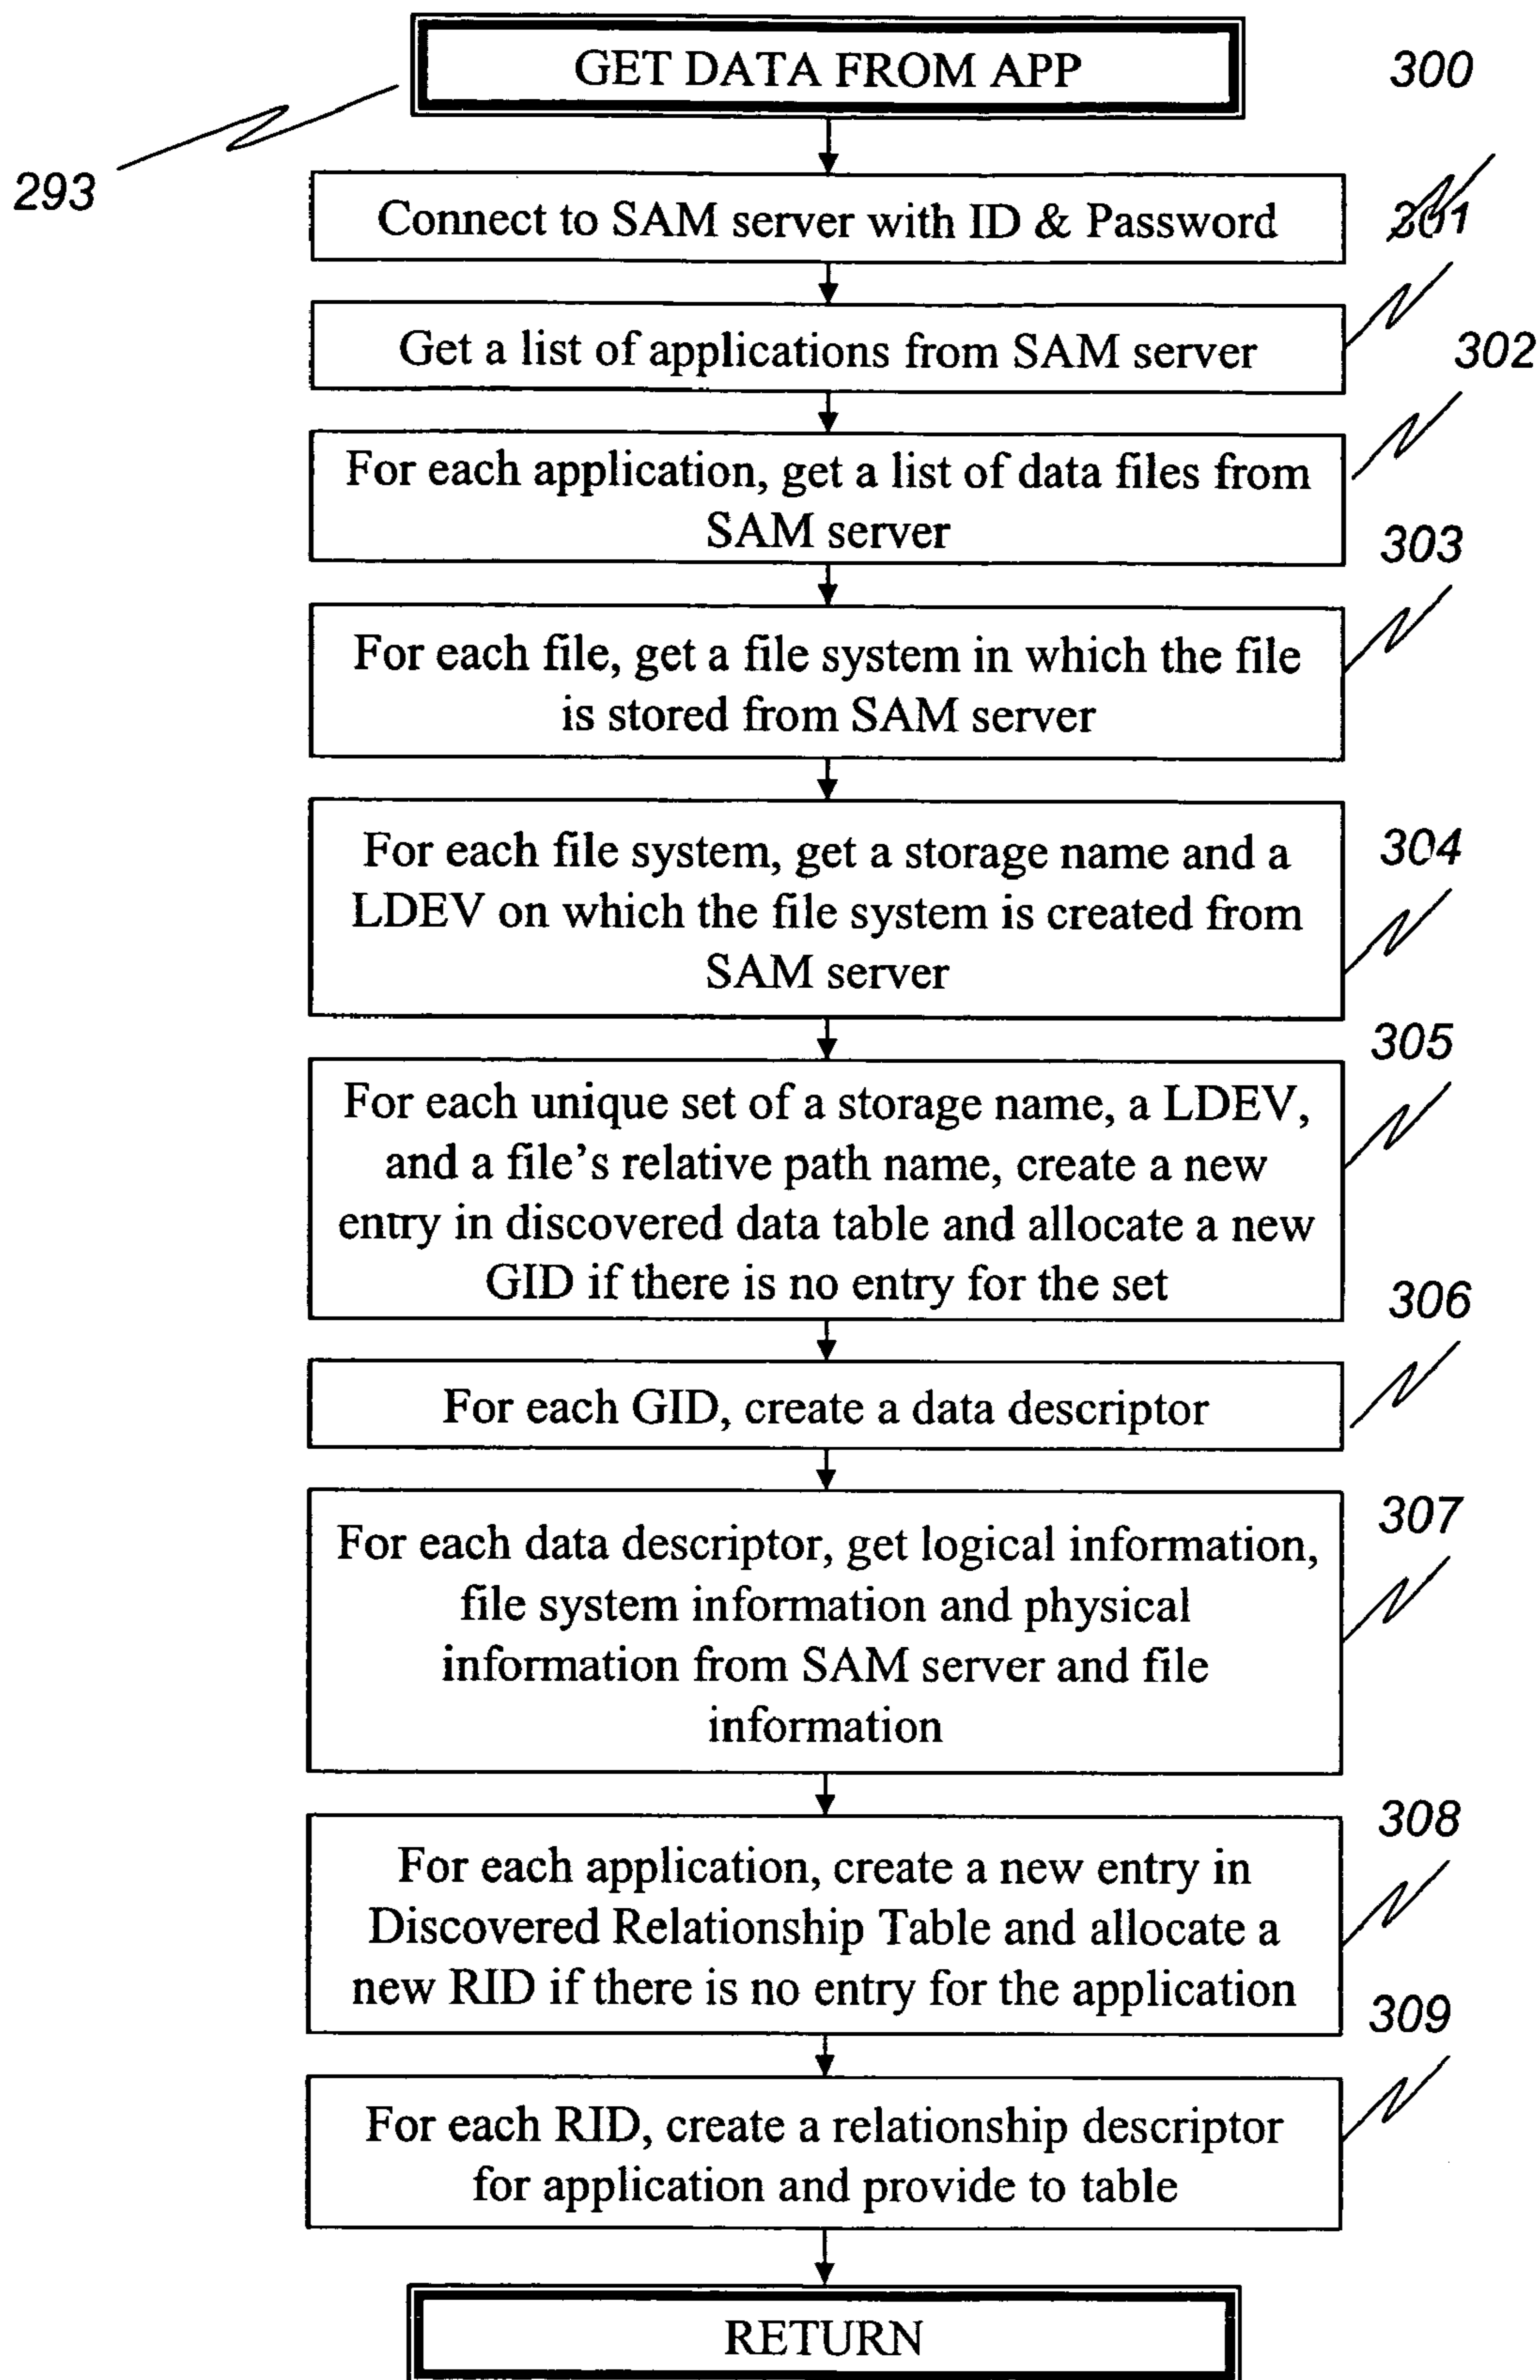 GET DATA FROM APP
300
293
Connect to SAM server with ID & Password
301
Get a list of applications from SAM server
302
For each application, get a list of data files from
SAM server
303
For each file, get a file system in which the file
is stored from SAM server
304
For each file system, get a storage name and a
LDEV on which the file system is created from
SAM server
305
For each unique set of a storage name, a LDEV,
and a file's relative path name, create a new
entry in discovered data table and allocate a new
GID if there is no entry for the set
306
For each GID, create a data descriptor
307
For each data descriptor, get logical information,
file system information and physical
information from SAM server and file
information
308
For each application, create a new entry in
Discovered Relationship Table and allocate a
new RID if there is no entry for the application
309
For each RID, create a relationship descriptor
for application and provide to table
RETURN